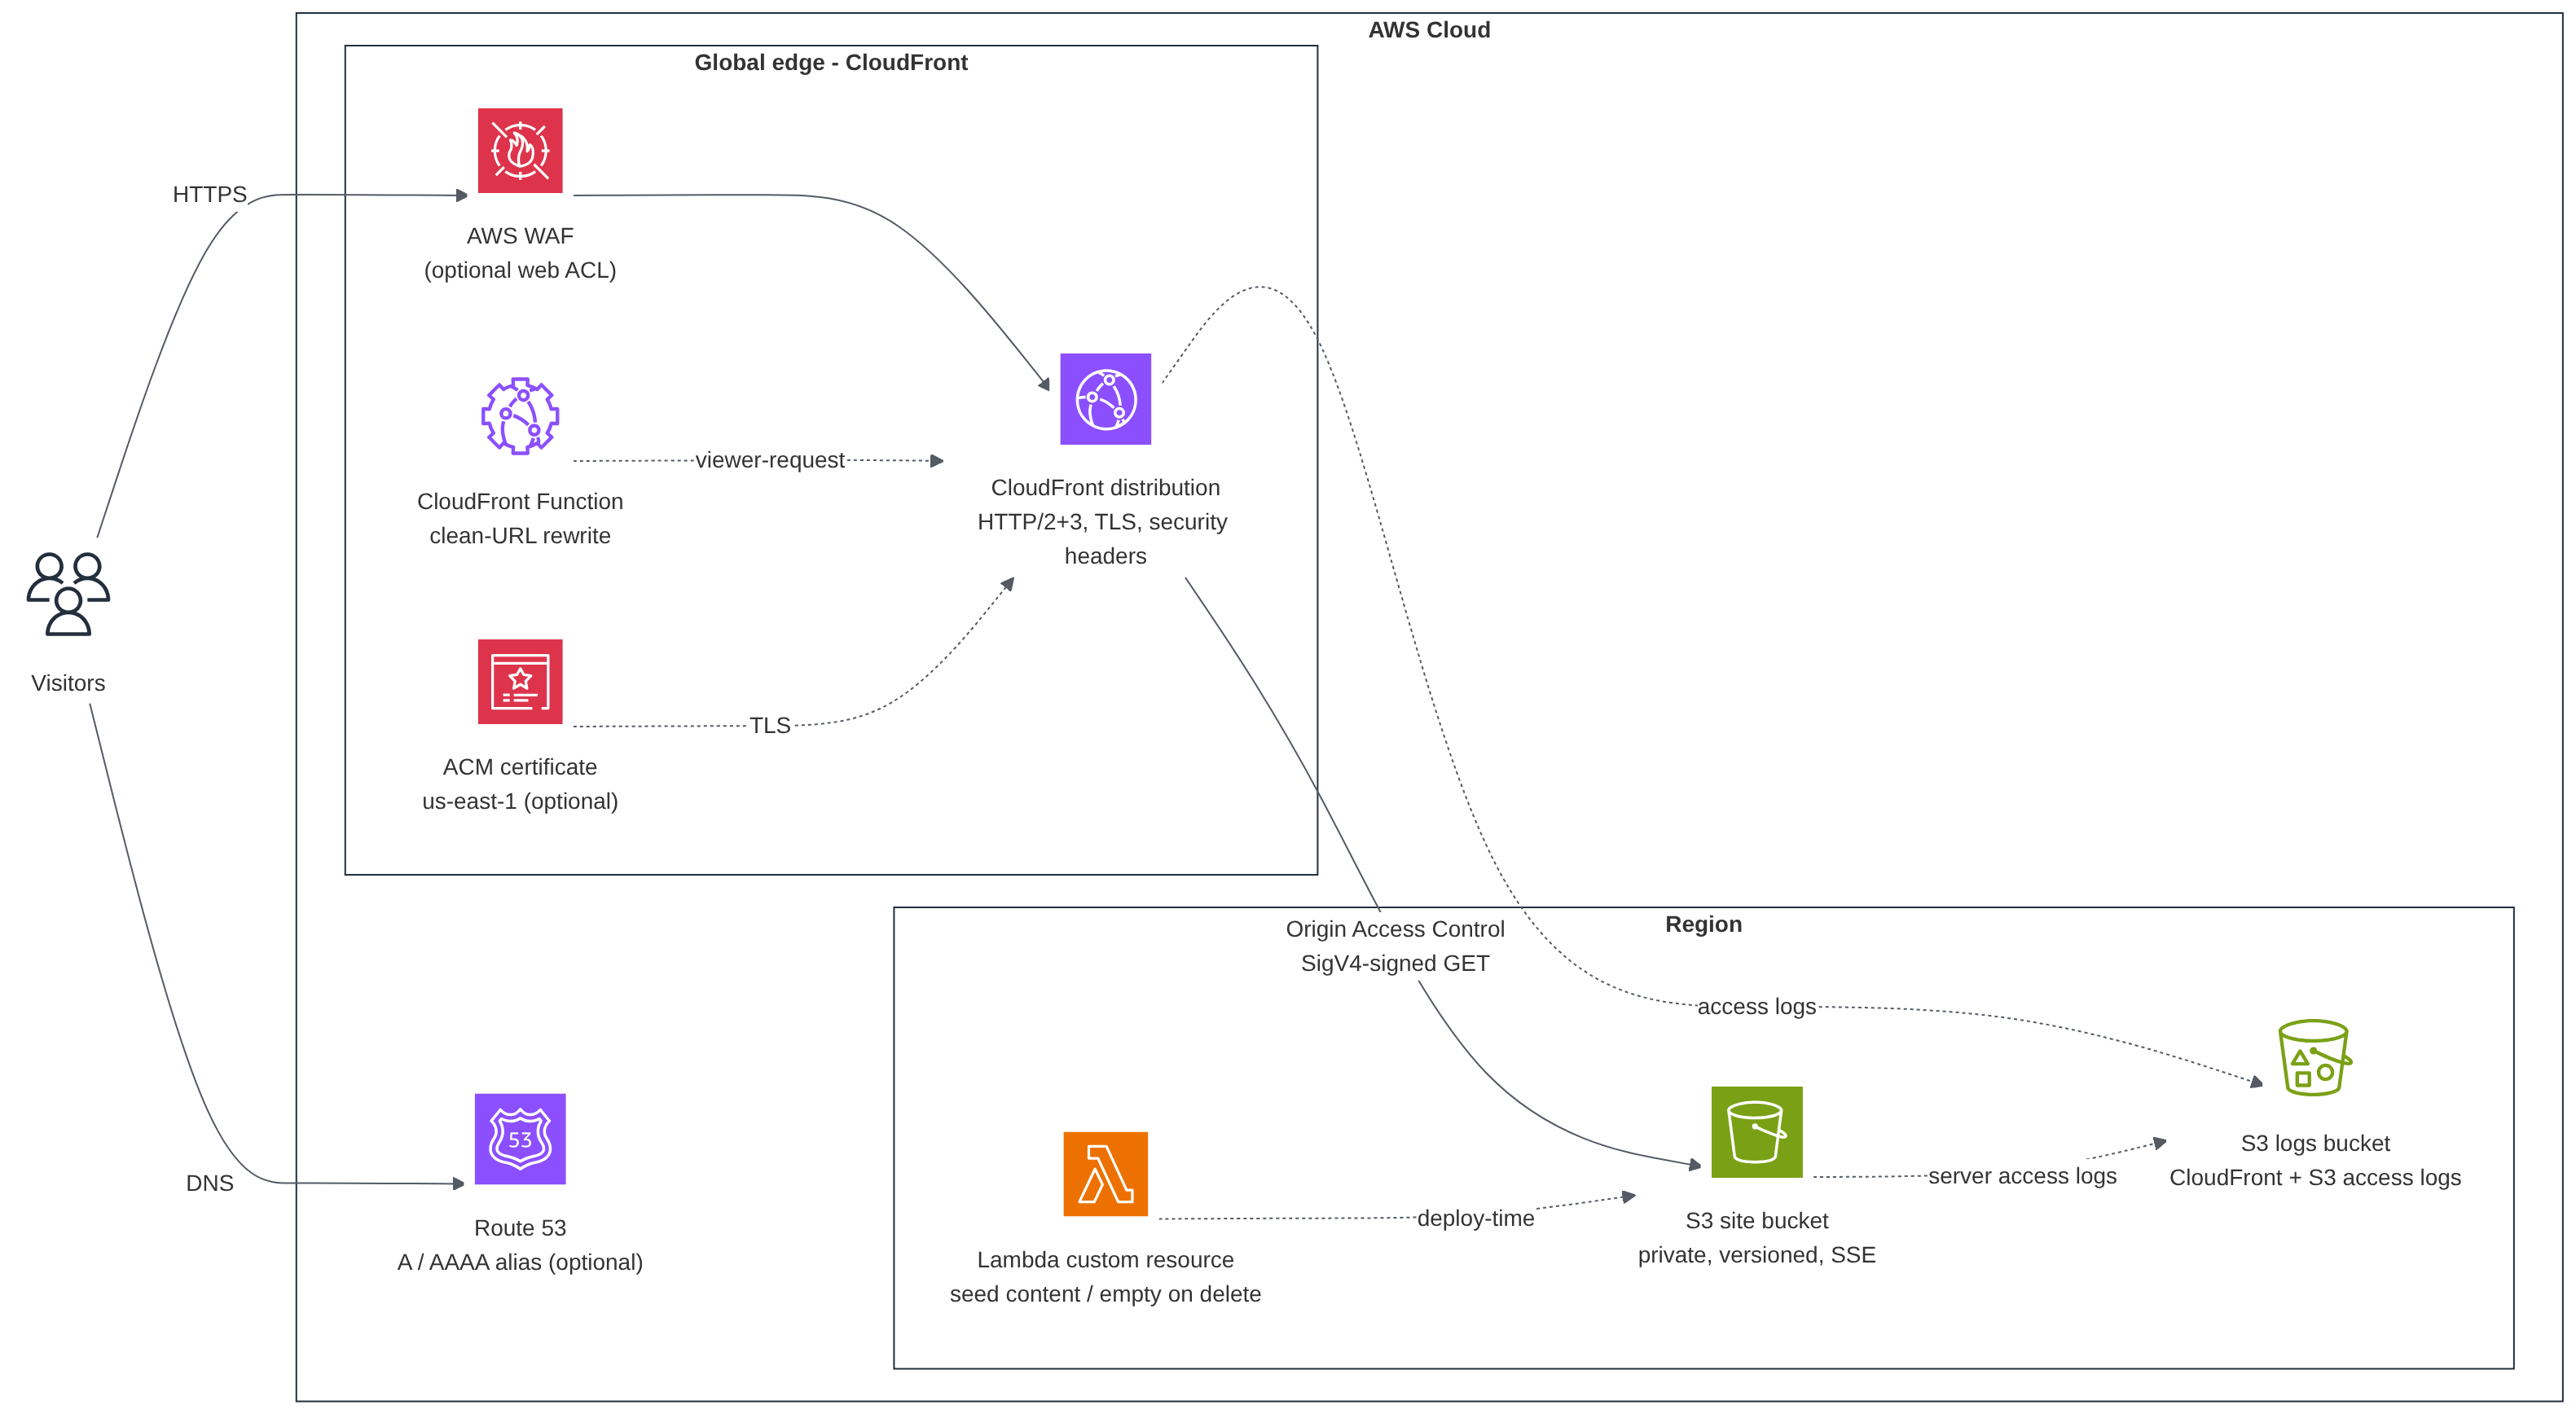 AWS Cloud
Global edge - CloudFront
HTTPS
AWS WAF
(optional web ACL)
viewer-request
CloudFront Function
clean-URL rewrite
CloudFront distribution
HTTP/2+3, TLS, security
headers
Visitors
TLS
ACM certificate
us-east-1 (optional)
Region
Origin Access Control
SigV4-signed GET
access logs
DNS
53
Route 53
A / AAAA alias (optional)
Lambda custom resource
seed content / empty on delete
deploy-time
S3 site bucket
private, versioned, SSE
server access logs
S3 logs bucket
CloudFront + S3 access logs